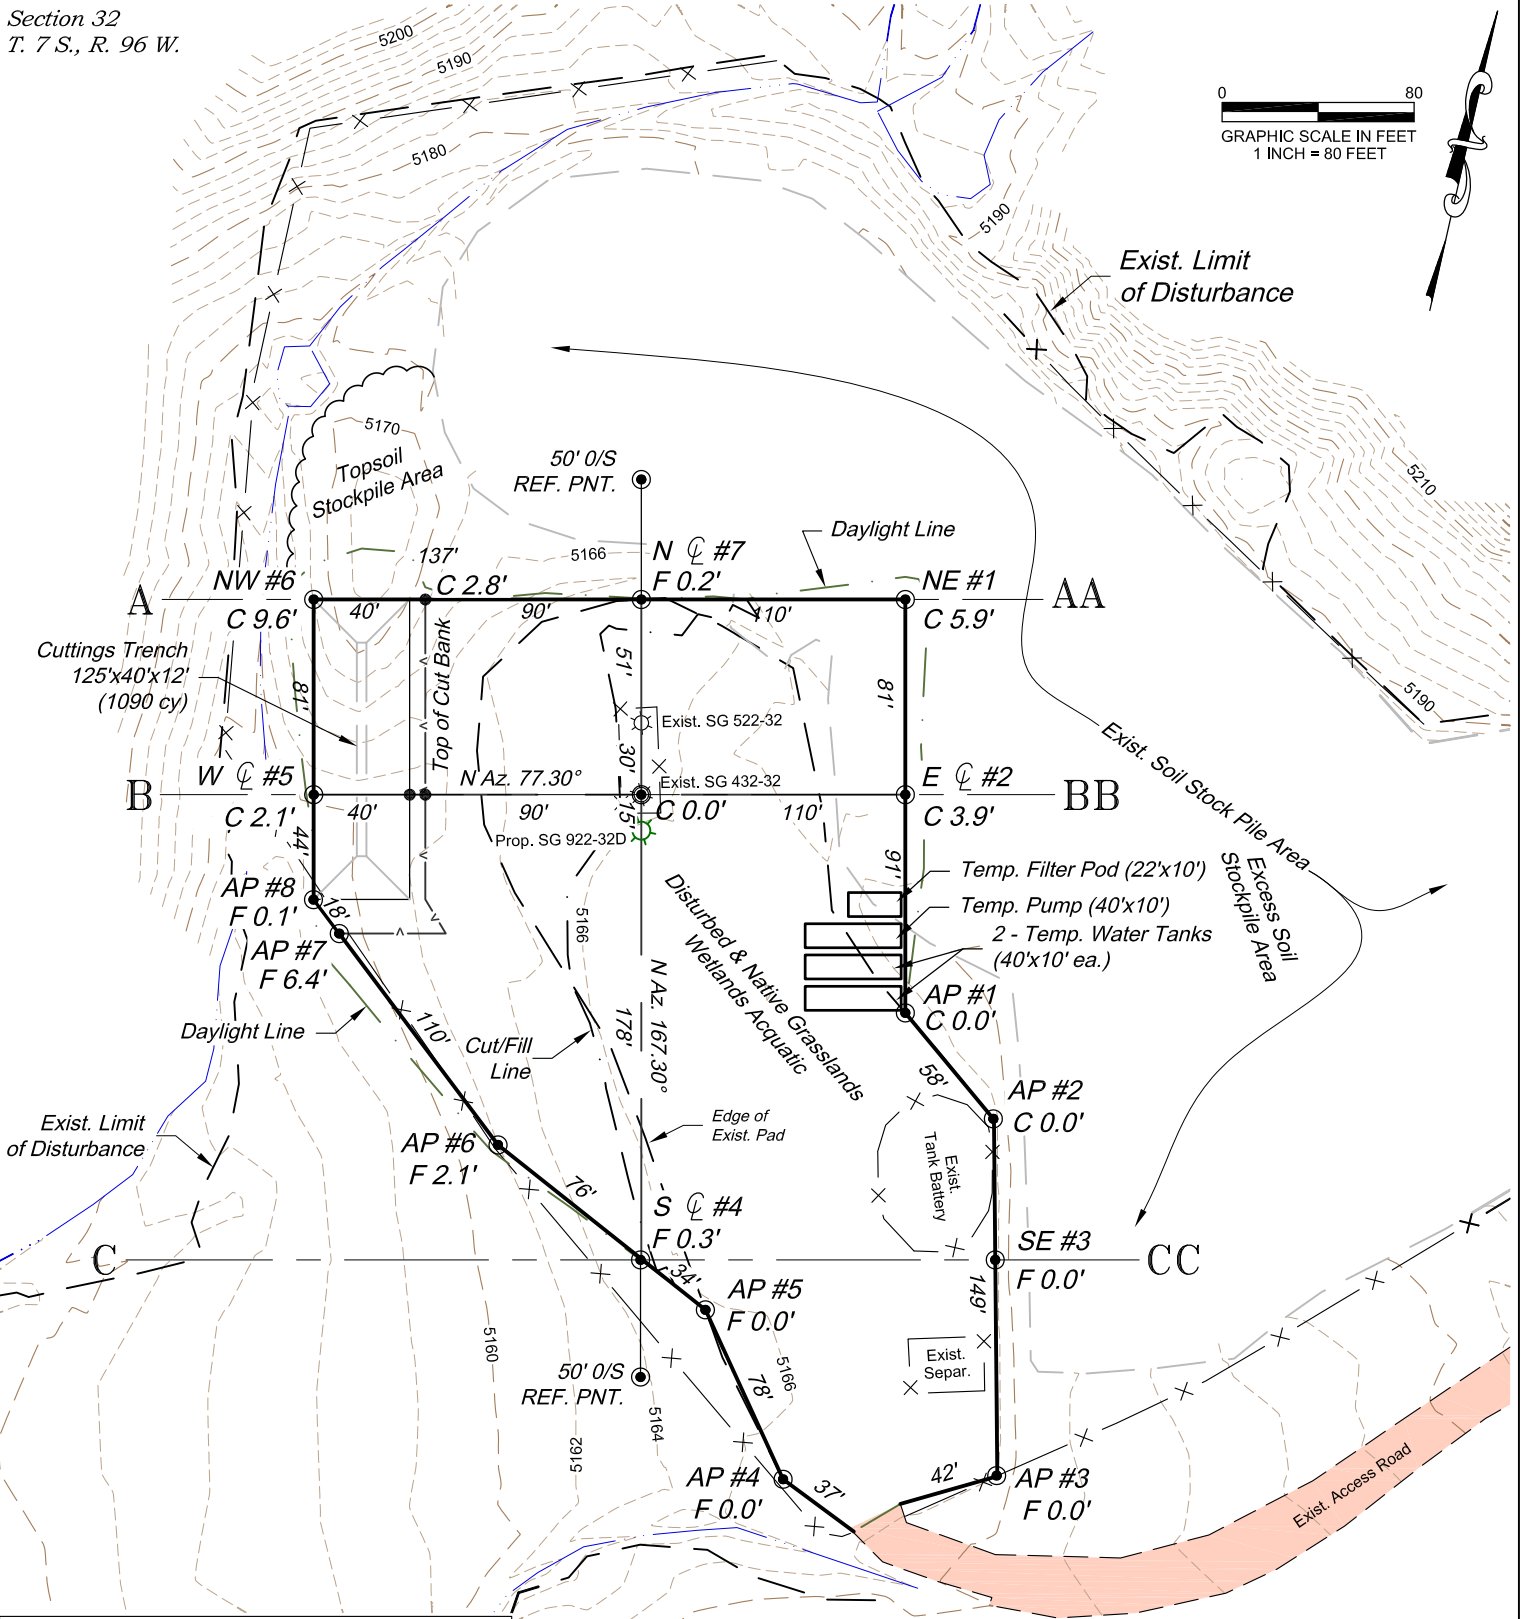 Section 32
T. 7 S., R. 96 W.
5200
5190
5180
0 80
GRAPHIC SCALE IN FEET
1 INCH = 80 FEET
5190
Exist. Limit
of Disturbance
5170
Topsoil
Stockpile Area
50' 0/S
REF. PNT.
5210
Daylight Line
5166
137'
N ℄ #7
F 0.2'
NW #6
C 9.6'
C 2.8'
NE #1
C 5.9'
A
AA
40'
90'
110'
Cuttings Trench
125'x40'x12'
(1090 cy)
81'
Top of Cut Bank
51'
81'
5190
Exist. SG 522-32
30'
Exist. Soil Stock Pile Area
W ℄ #5
C 2.1'
N Az. 77.30°
Exist. SG 432-32
C 0.0'
E ℄ #2
C 3.9'
B
BB
40'
90'
15'
110'
Prop. SG 922-32D
44'
91'
Temp. Filter Pod (22'x10')
Temp. Pump (40'x10')
2 - Temp. Water Tanks
(40'x10' ea.)
Excess Soil
Stockpile Area
AP #8
F 0.1'
18'
AP #7
F 6.4'
5166
Disturbed & Native Grasslands
Wetlands Acquatic
AP #1
C 0.0'
Daylight Line
110'
Cut/Fill
Line
178'
N Az. 167.30°
58'
AP #2
C 0.0'
Exist. Limit
of Disturbance
Edge of
Exist. Pad
Exist.
Tank Battery
AP #6
F 2.1'
76'
S ℄ #4
F 0.3'
SE #3
F 0.0'
C
CC
34'
AP #5
F 0.0'
149'
5160
5166
Exist.
Separ.
50' 0/S
REF. PNT.
78'
5162
5164
AP #4
F 0.0'
37'
42'
AP #3
F 0.0'
Exist. Access Road